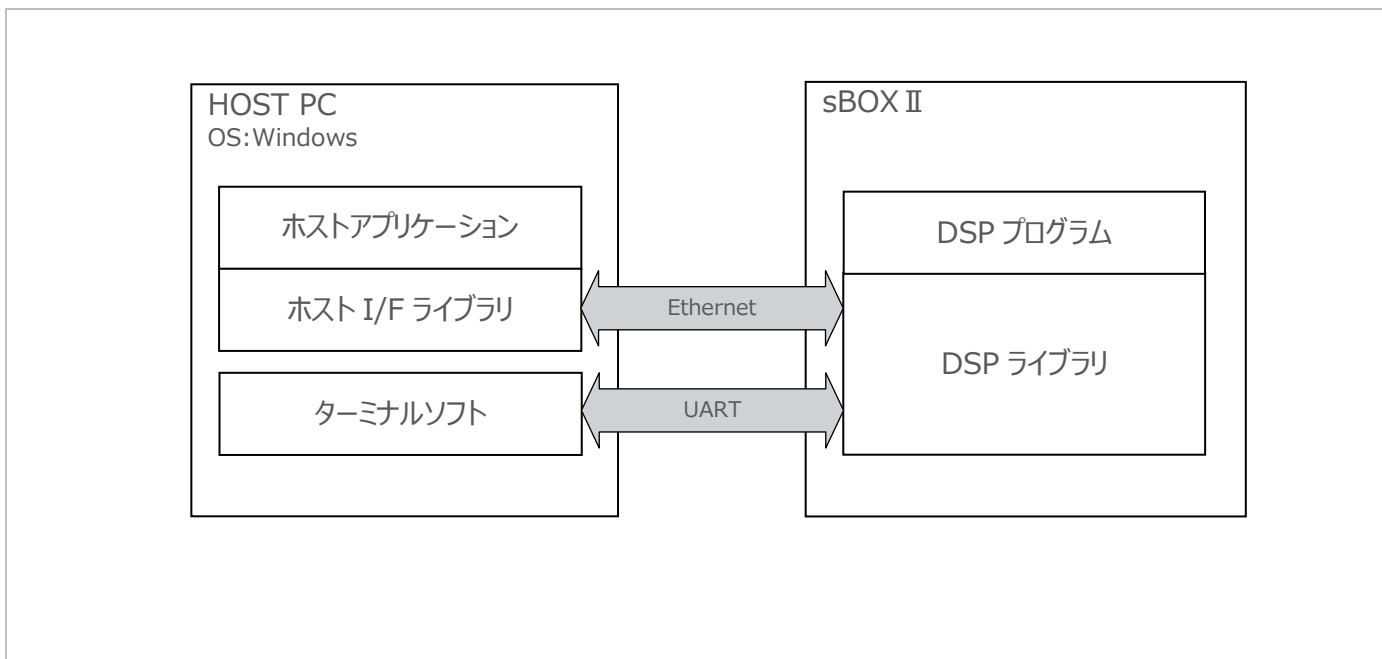 HOST PC
OS:Windows
ホストアプリケーション
ホスト I/F ライブラリ
ターミナルソフト
Ethernet
UART
sBOXⅡ
DSP プログラム
DSP ライブラリ